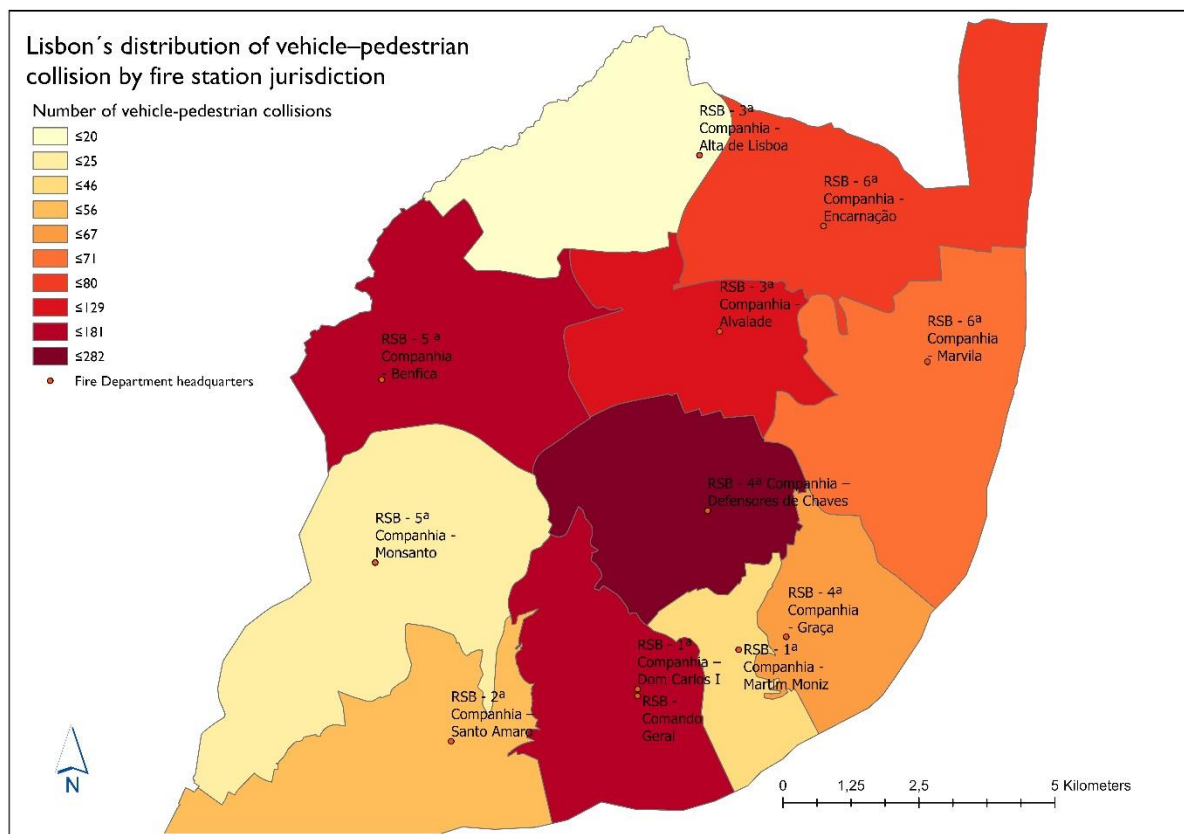 Lisbon´s distribution of vehicle–pedestrian
collision by fire station jurisdiction
Number of vehicle-pedestrian collisions
≤20
≤25
≤46
≤56
≤67
≤71
≤80
≤129
≤181
≤282
Fire Department headquarters
RSB - 3ª
Companhia -
Alta de Lisboa
RSB - 6ª
Companhia -
Encarnação
RSB - 3ª
Companhia -
Alvalade
RSB - 6ª
Companhia
- Marvila
RSB - 5 ª
Companhia
- Benfica
RSB - 4ª Companhia –
Defensores de Chaves
RSB - 5ª
Companhia -
Monsanto
RSB - 4ª
Companhia
- Graça
RSB - 1ª
Companhia –
Dom Carlos I
RSB - 1ª
Companhia -
Martim Moniz
RSB -
Comando
Geral
RSB - 2ª
Companhia –
Santo Amaro
N
0 1,25 2,5 5 Kilometers